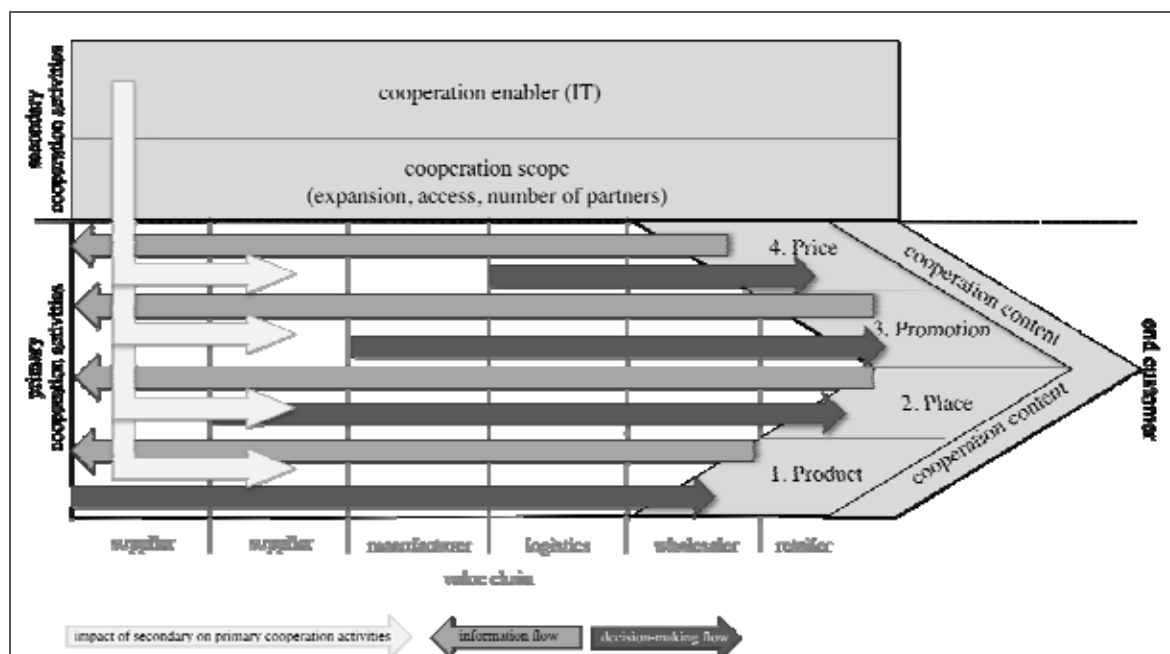 secondary
cooperation activities
cooperation enabler (IT)
cooperation scope
(expansion, access, number of partners)
primary
cooperation activities
4. Price
3. Promotion
2. Place
1. Product
cooperation content
cooperation content
end customer
supplier supplier manufacturer logistics wholesaler retailer
value chain
impact of secondary on primary cooperation activities information flow decision-making flow